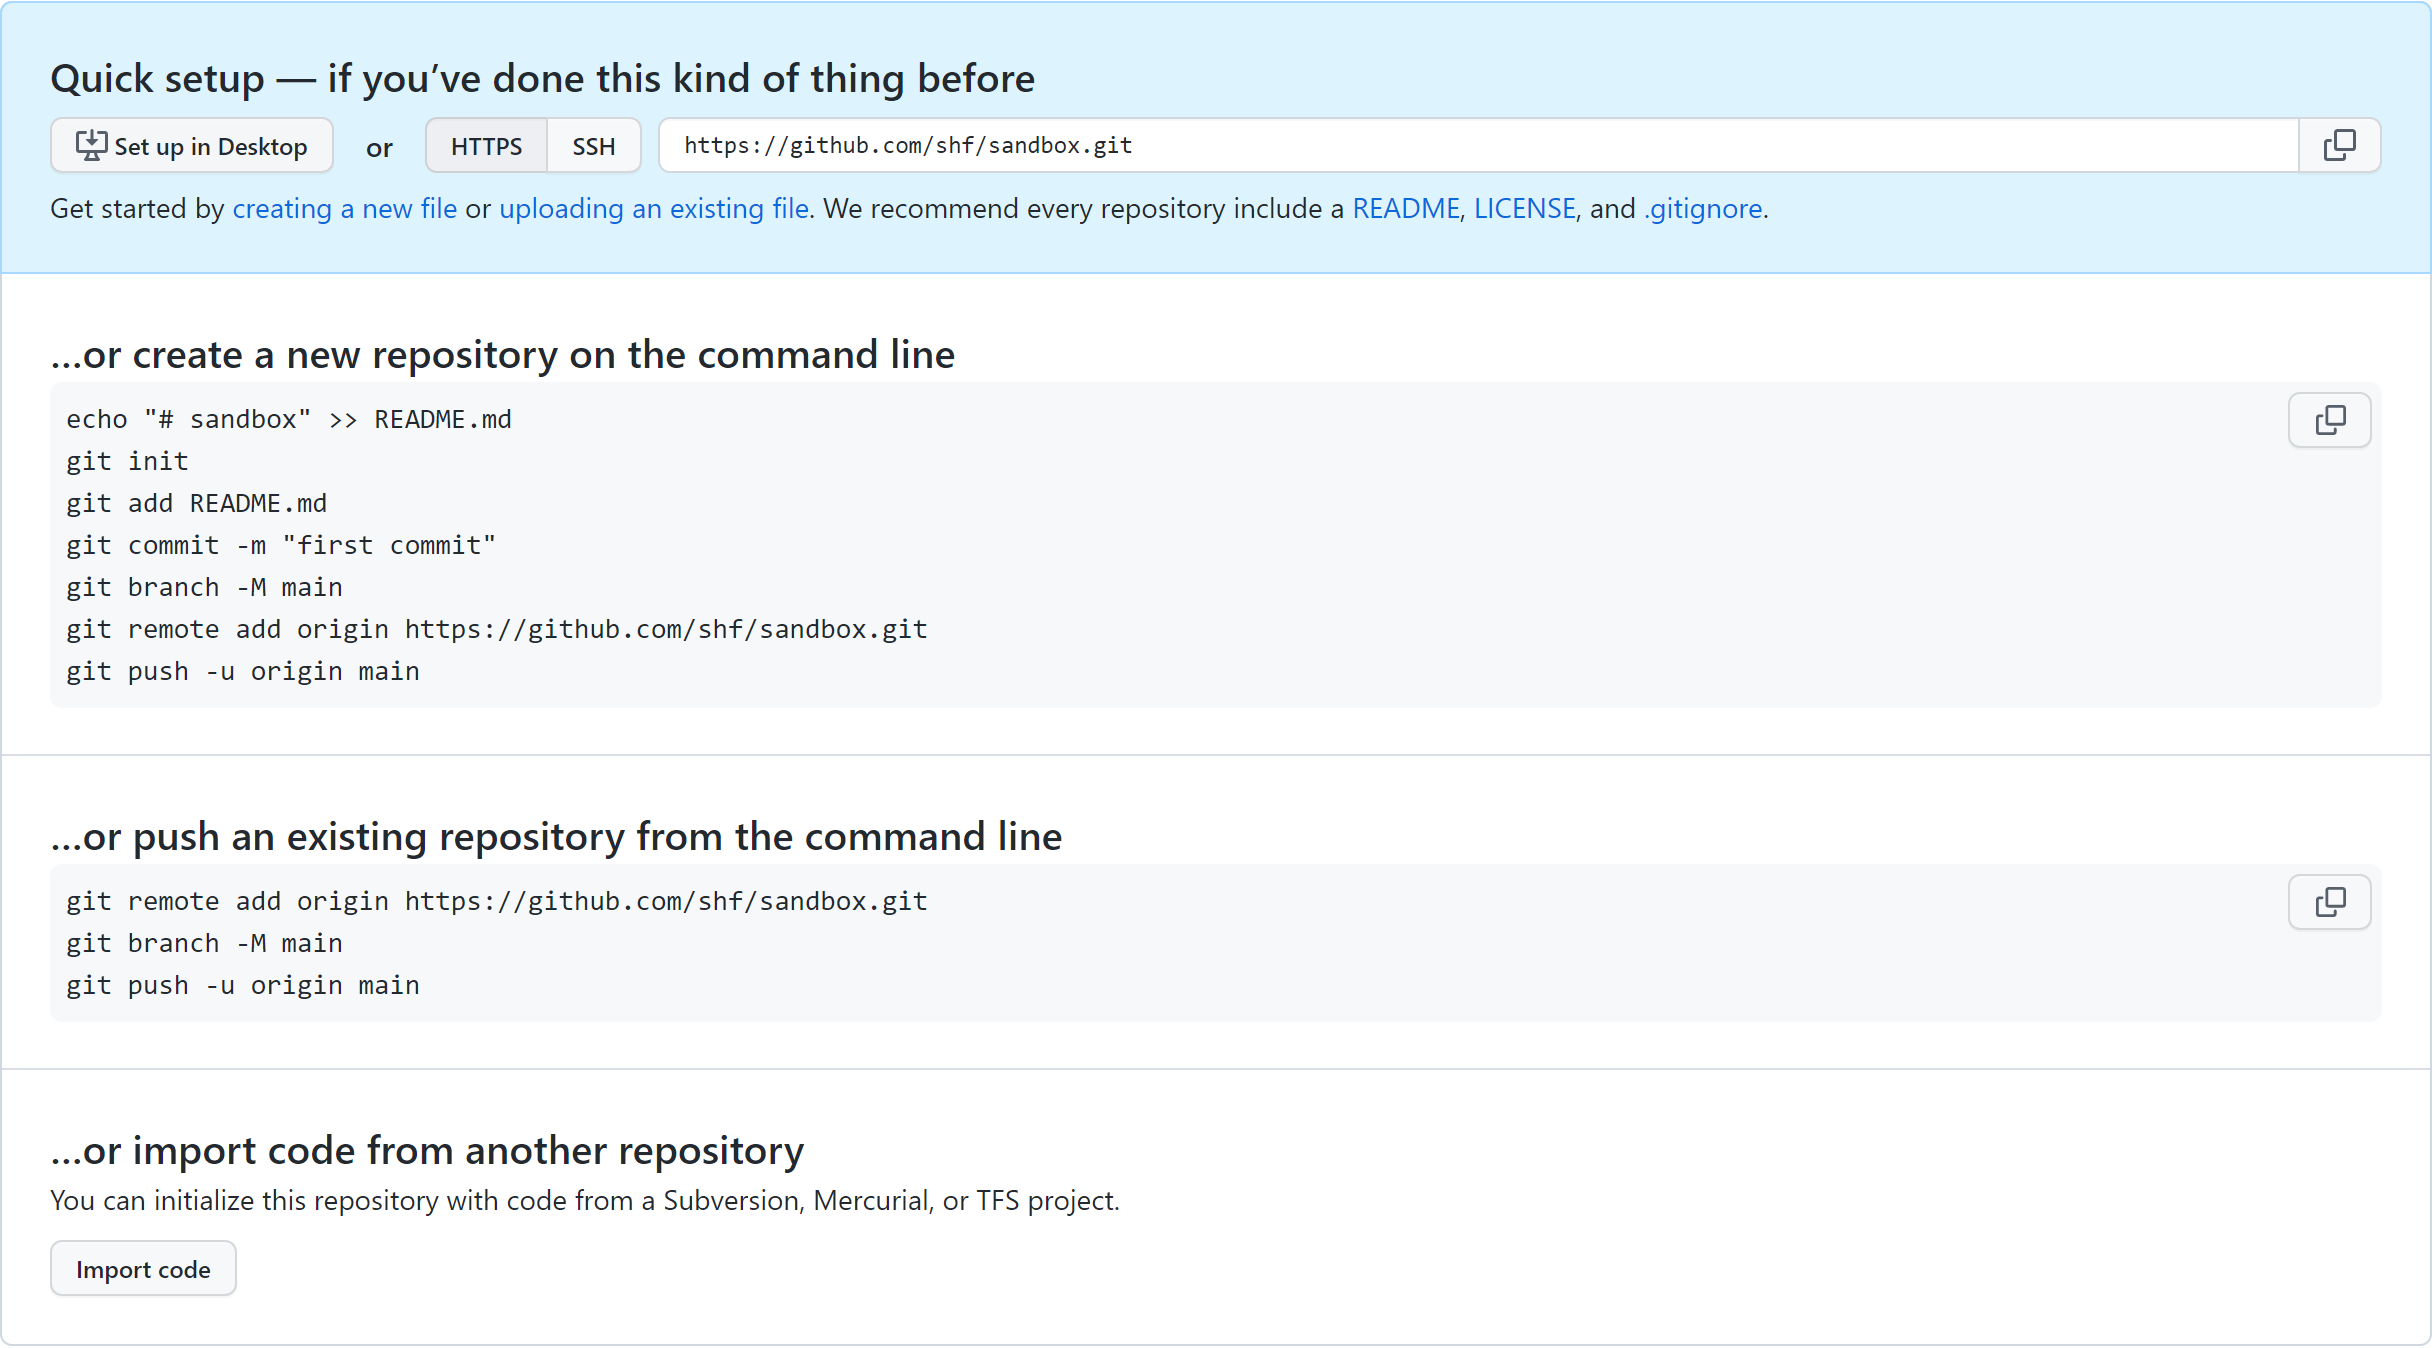 Quick setup — if you’ve done this kind of thing before
Set up in Desktop or HTTPS SSH https://github.com/shf/sandbox.git
Get started by creating a new file or uploading an existing file. We recommend every repository include a README, LICENSE, and .gitignore.
…or create a new repository on the command line
echo "# sandbox" >> README.md
git init
git add README.md
git commit -m "first commit"
git branch -M main
git remote add origin https://github.com/shf/sandbox.git
git push -u origin main
…or push an existing repository from the command line
git remote add origin https://github.com/shf/sandbox.git
git branch -M main
git push -u origin main
…or import code from another repository
You can initialize this repository with code from a Subversion, Mercurial, or TFS project.
Import code